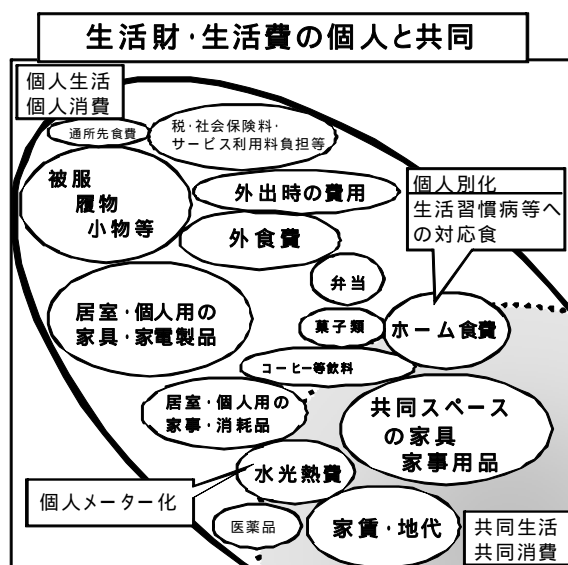 生活財･生活費の個人と共同
個人生活
個人消費
通所先食費
税･社会保険料･
サービス利用料負担等
被服
履物
小物等
外出時の費用
個人別化
生活習慣病等へ
の対応食
外食費
弁当
居室･個人用の
家具･家電製品
菓子類
ホーム食費
コーヒー等飲料
居室･個人用の
家事･消耗品
共同スペース
の家具
家事用品
水光熱費
個人メーター化
医薬品
家賃･地代
共同生活
共同消費